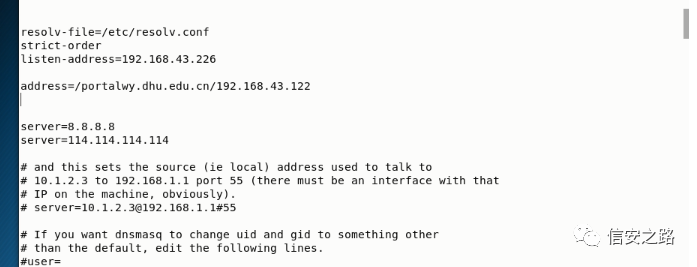 resolv-file=/etc/resolv.conf
strict-order
listen-address=192.168.43.226
address=/portalwy.dhu.edu.cn/192.168.43.122
server=8.8.8.8
server=114.114.114.114
# and this sets the source (ie local) address used to talk to
# 10.1.2.3 to 192.168.1.1 port 55 (there must be an interface with that
# IP on the machine, obviously).
# server=10.1.2.3@192.168.1.1#55
# If you want dnsmasq to change uid and gid to something other
# than the default, edit the following lines.
#user=
信安之路